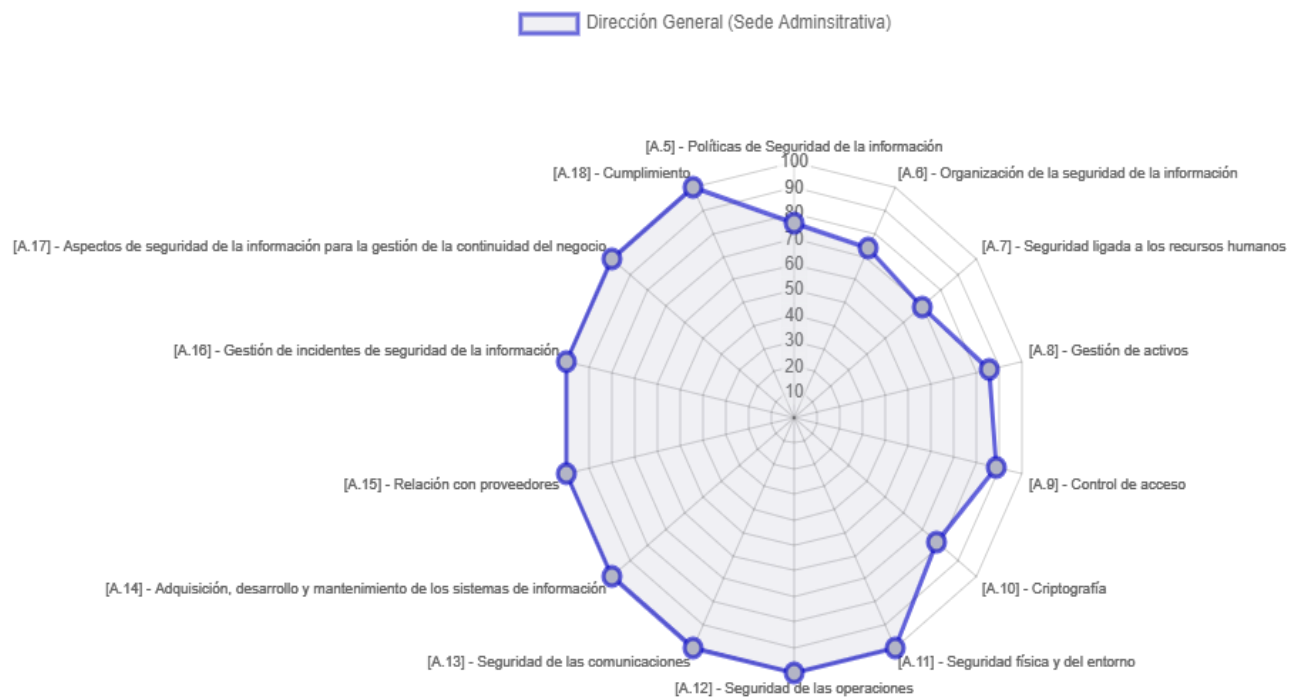 Dirección General (Sede Adminsitrativa)
[A.5] - Políticas de Seguridad de la información
100
[A.18] - Cumplimiento
[A.6] - Organización de la seguridad de la información
90
80
70
[A.17] - Aspectos de seguridad de la información para la gestión de la continuidad del negocio
[A.7] - Seguridad ligada a los recursos humanos
60
50
40
[A.16] - Gestión de incidentes de seguridad de la información
[A.8] - Gestión de activos
30
20
10
[A.15] - Relación con proveedores
[A.9] - Control de acceso
[A.14] - Adquisición, desarrollo y mantenimiento de los sistemas de información
[A.10] - Criptografía
[A.13] - Seguridad de las comunicaciones
[A.11] - Seguridad física y del entorno
[A.12] - Seguridad de las operaciones